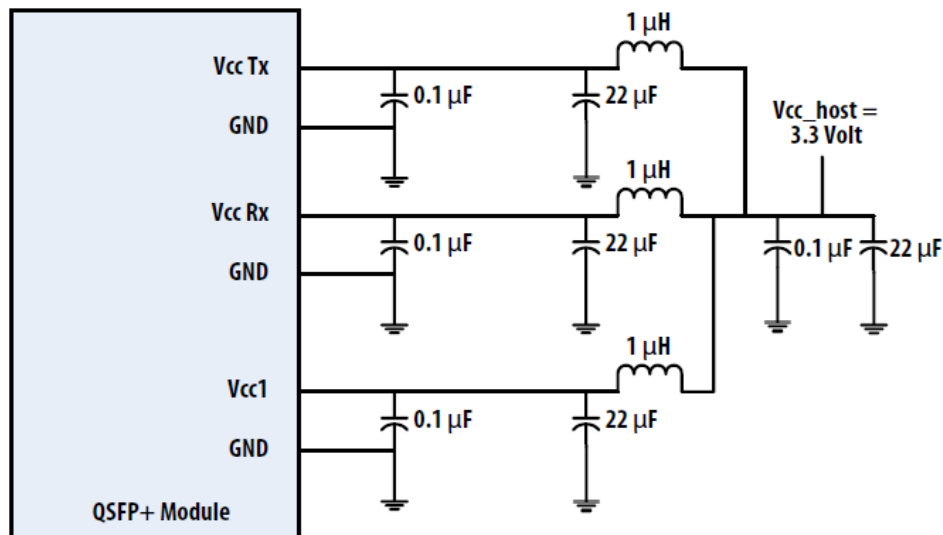 1 μH
Vcc Tx
0.1 μF
22 μF
GND
Vcc_host =
3.3 Volt
1 μH
Vcc Rx
0.1 μF
22 μF
0.1 μF
22 μF
GND
1 μH
Vcc1
0.1 μF
22 μF
GND
QSFP+ Module